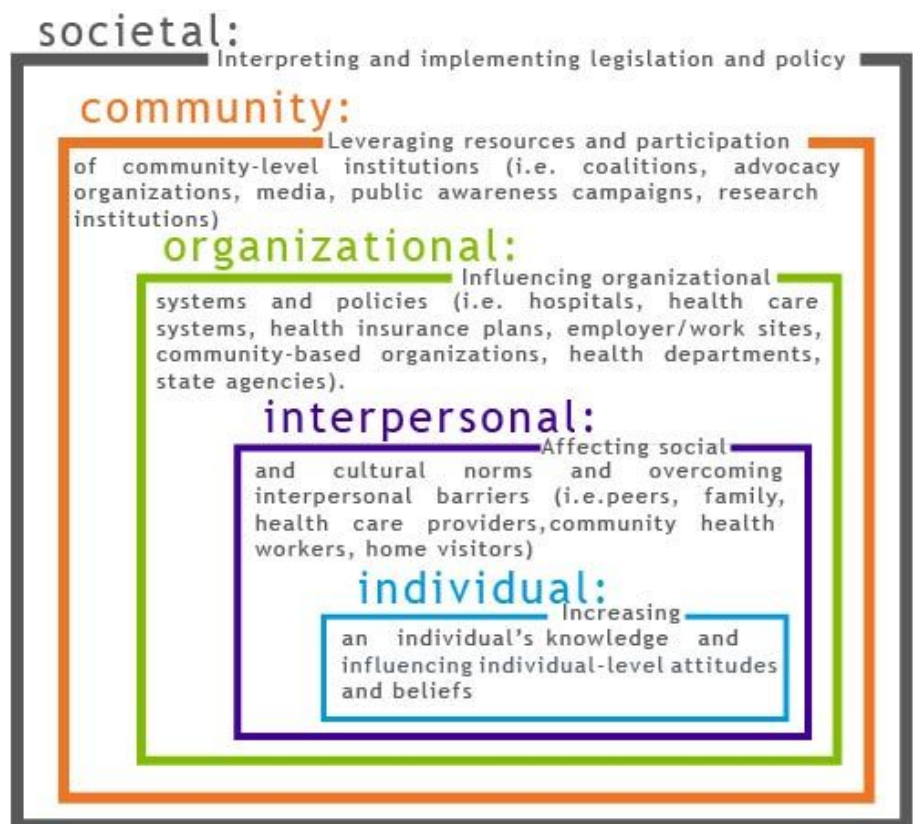 societal:
Interpreting and implementing legislation and policy
community:
Leveraging resources and participation
of community-level institutions (i.e. coalitions, advocacy
organizations, media, public awareness campaigns, research
institutions)
organizational:
Influencing organizational
systems and policies (i.e. hospitals, health care
systems, health insurance plans, employer/work sites,
community-based organizations, health departments,
state agencies).
interpersonal:
Affecting social
and cultural norms and overcoming
interpersonal barriers (i.e.peers, family,
health care providers,community health
workers, home visitors)
individual:
Increasing
an individual's knowledge and
influencing individual-level attitudes
and beliefs